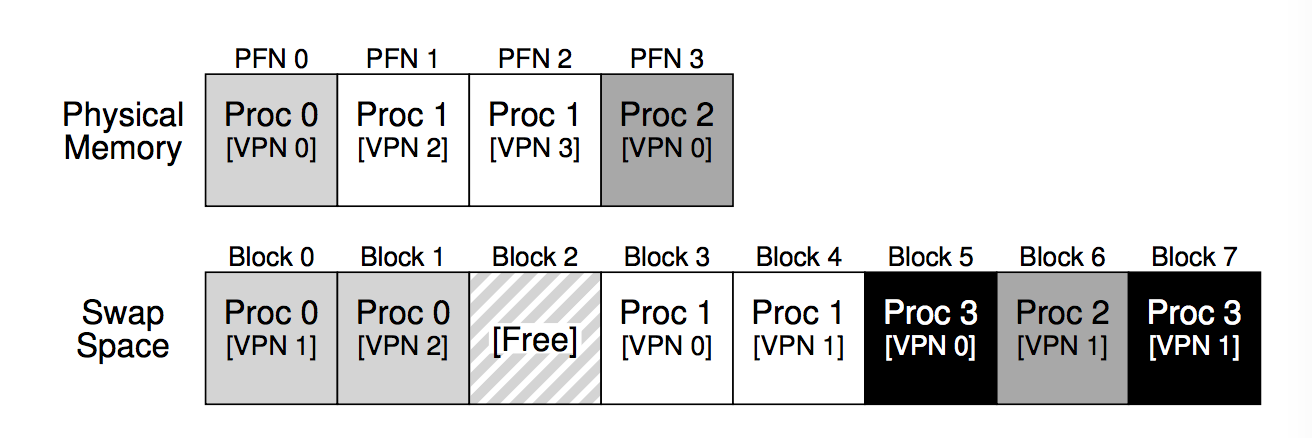 PFN 0 PFN 1 PFN 2 PFN 3
Physical Memory
Proc 0 Proc 1 Proc 1 Proc 2
[VPN 0] [VPN 2] [VPN 3] [VPN 0]
Block 0 Block 1 Block 2 Block 3 Block 4 Block 5 Block 6 Block 7
Swap Space
Proc 0 Proc 0 [Free] Proc 1 Proc 1 Proc 3 Proc 2 Proc 3
[VPN 1] [VPN 2] [VPN 0] [VPN 1] [VPN 0] [VPN 1] [VPN 1]